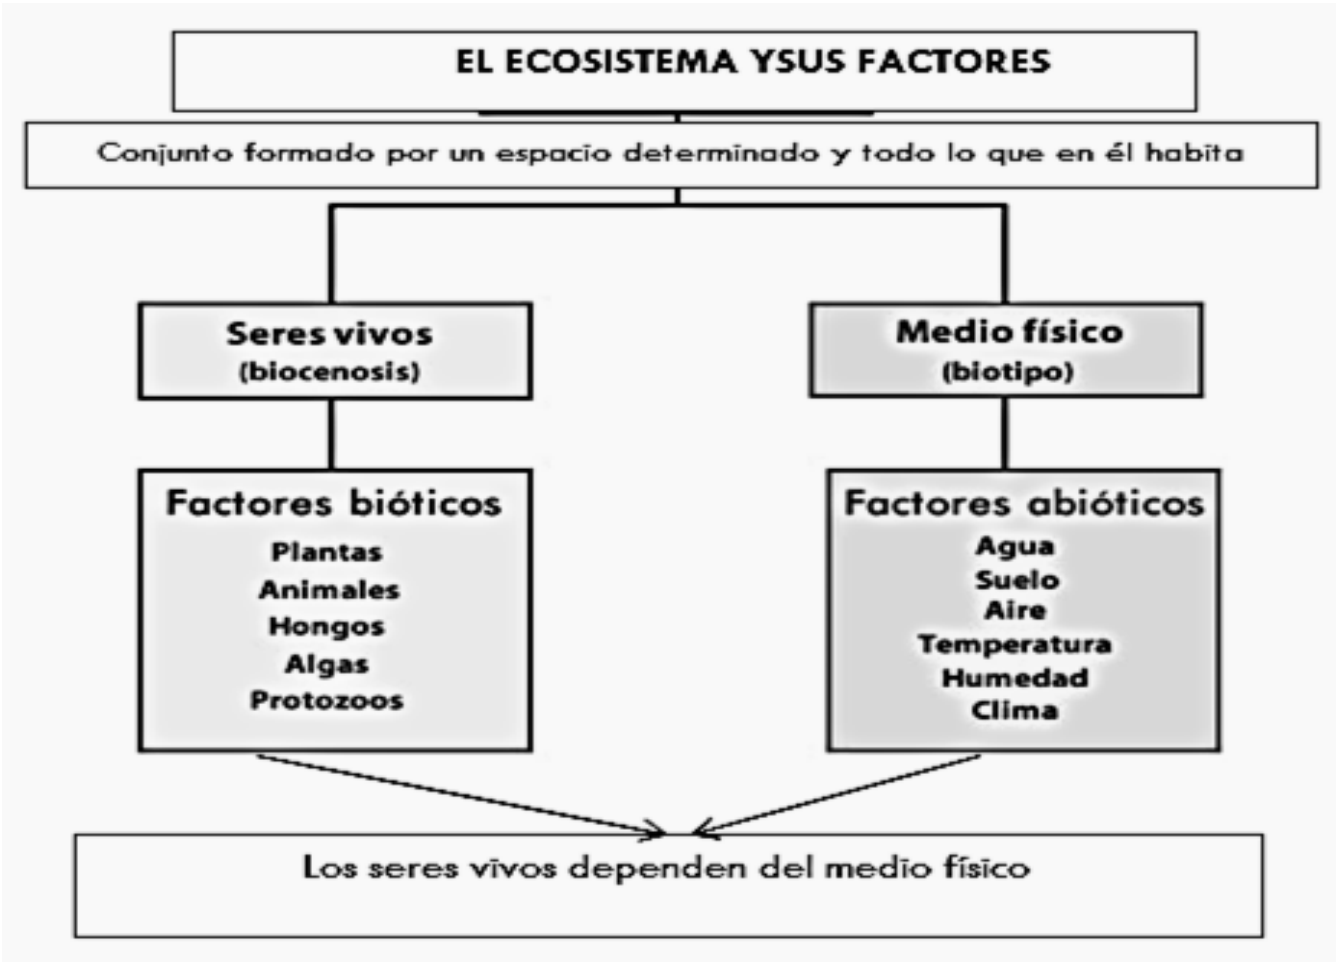 EL ECOSISTEMA YSUS FACTORES
Conjunto formado por un espacio determinado y todo lo que en él habita
Seres vivos
(biocenosis)
Medio físico
(biotipo)
Factores bióticos
Plantas
Animales
Hongos
Algas
Protozoos
Factores abióticos
Agua
Suelo
Aire
Temperatura
Humedad
Clima
Los seres vivos dependen del medio físico